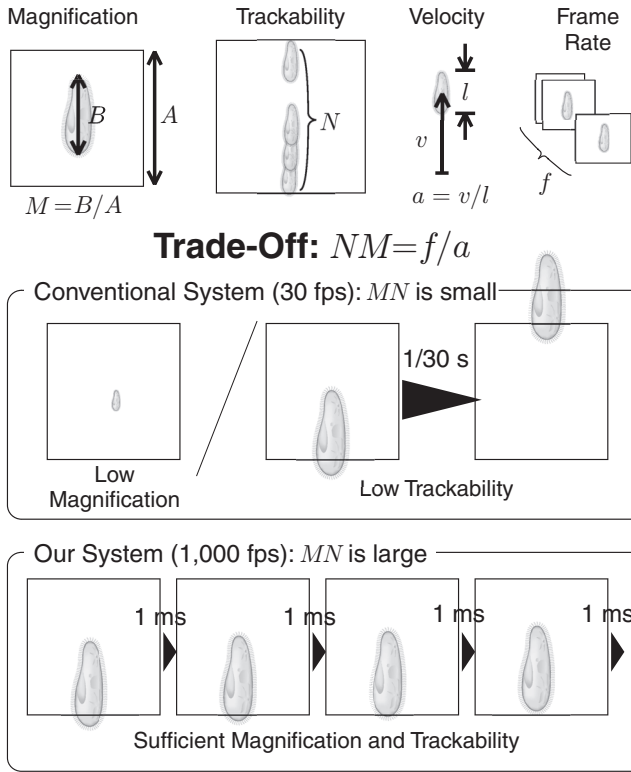 Magnification
Trackability
Velocity
Frame
Rate
B
A
N
l
v
f
M = B/A
a = v/l
Trade-Off: NM=f/a
Conventional System (30 fps): MN is small
1/30 s
Low
Magnification
Low Trackability
Our System (1,000 fps): MN is large
1 ms
1 ms
1 ms
1 ms
Sufficient Magnification and Trackability